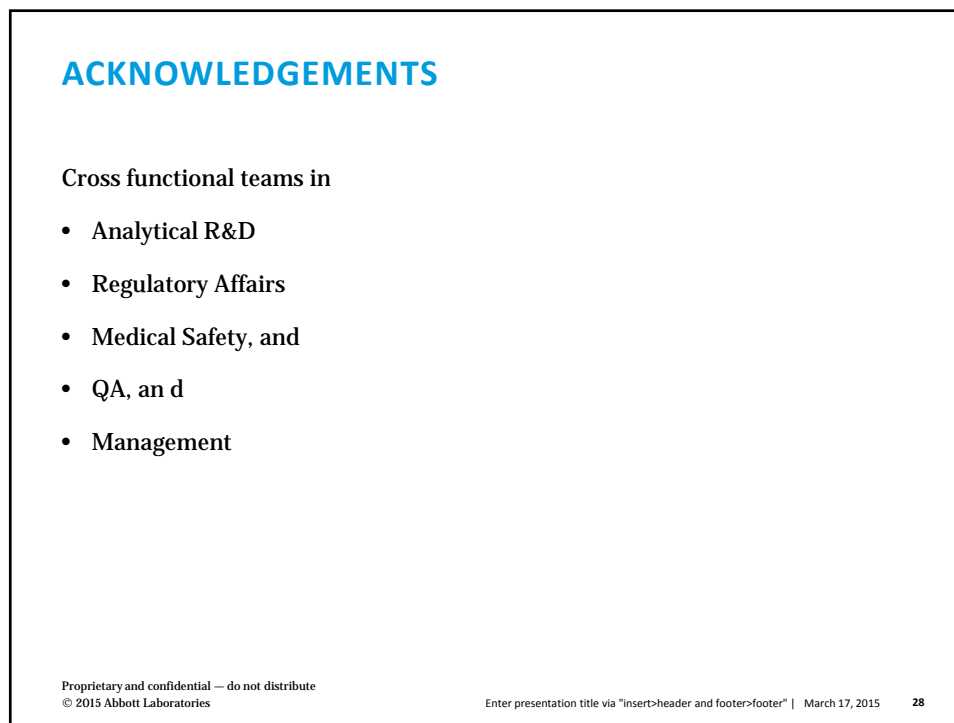 ACKNOWLEDGEMENTS
Cross functional teams in
• Analytical R&D
• Regulatory Affairs
• Medical Safety, and
• QA, an d
• Management
Proprietary and confidential — do not distribute
© 2015 Abbott Laboratories
Enter presentation title via "insert>header and footer>footer" | March 17, 2015 28